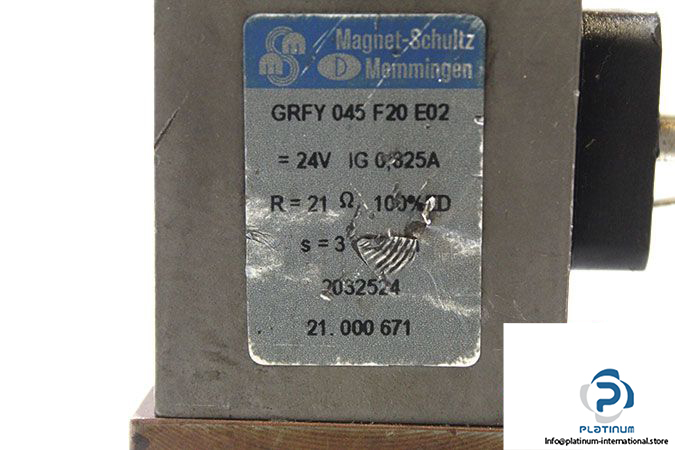 Magnet-Schultz
D Memmingen
GRFY 045 F20 E02
= 24V IG 0,825A
R = 21 Ω, 100%
s = 3
2032524
21. 000 671
PLATINUM
info@platinum-international.store